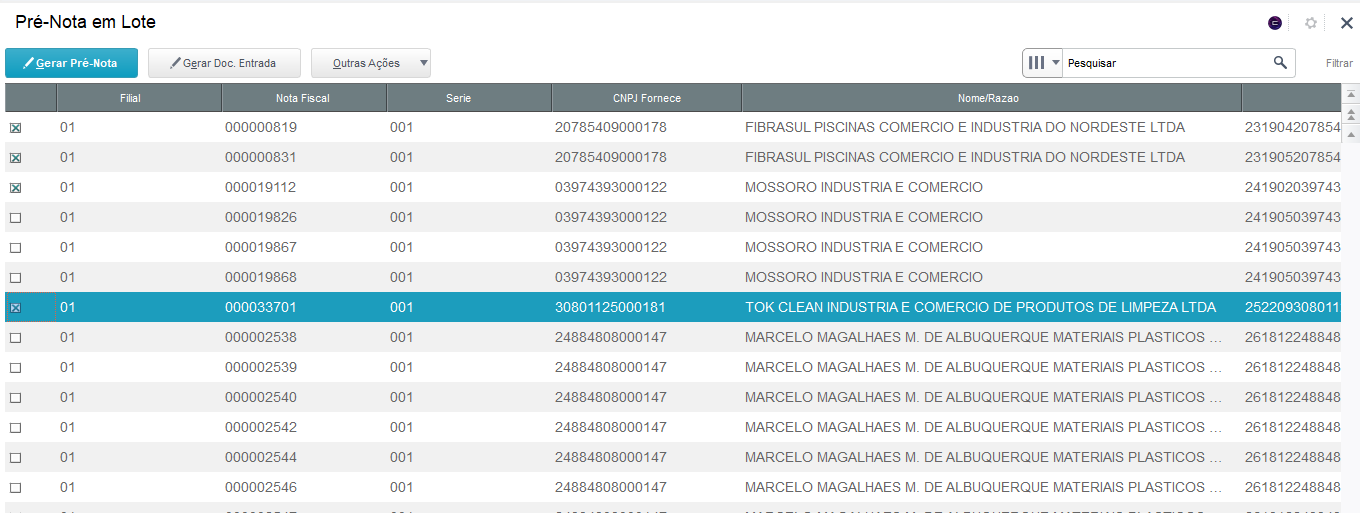 Pré-Nota em Lote
Gerar Pré-Nota Gerar Doc. Entrada Outras Ações Pesquisar Filtrar
Filial Nota Fiscal Serie CNPJ Fornece Nome/Razao
01 000000819 001 20785409000178 FIBRASUL PISCINAS COMERCIO E INDUSTRIA DO NORDESTE LTDA 231904207854
01 000000831 001 20785409000178 FIBRASUL PISCINAS COMERCIO E INDUSTRIA DO NORDESTE LTDA 231905207854
01 000019112 001 03974393000122 MOSSORO INDUSTRIA E COMERCIO 241902039743
01 000019826 001 03974393000122 MOSSORO INDUSTRIA E COMERCIO 241905039743
01 000019867 001 03974393000122 MOSSORO INDUSTRIA E COMERCIO 241905039743
01 000019868 001 03974393000122 MOSSORO INDUSTRIA E COMERCIO 241905039743
01 000033701 001 30801125000181 TOK CLEAN INDUSTRIA E COMERCIO DE PRODUTOS DE LIMPEZA LTDA 252209308011
01 000002538 001 24884808000147 MARCELO MAGALHAES M. DE ALBUQUERQUE MATERIAIS PLASTICOS ... 261812248848
01 000002539 001 24884808000147 MARCELO MAGALHAES M. DE ALBUQUERQUE MATERIAIS PLASTICOS ... 261812248848
01 000002540 001 24884808000147 MARCELO MAGALHAES M. DE ALBUQUERQUE MATERIAIS PLASTICOS ... 261812248848
01 000002542 001 24884808000147 MARCELO MAGALHAES M. DE ALBUQUERQUE MATERIAIS PLASTICOS ... 261812248848
01 000002544 001 24884808000147 MARCELO MAGALHAES M. DE ALBUQUERQUE MATERIAIS PLASTICOS ... 261812248848
01 000002546 001 24884808000147 MARCELO MAGALHAES M. DE ALBUQUERQUE MATERIAIS PLASTICOS ... 261812248848